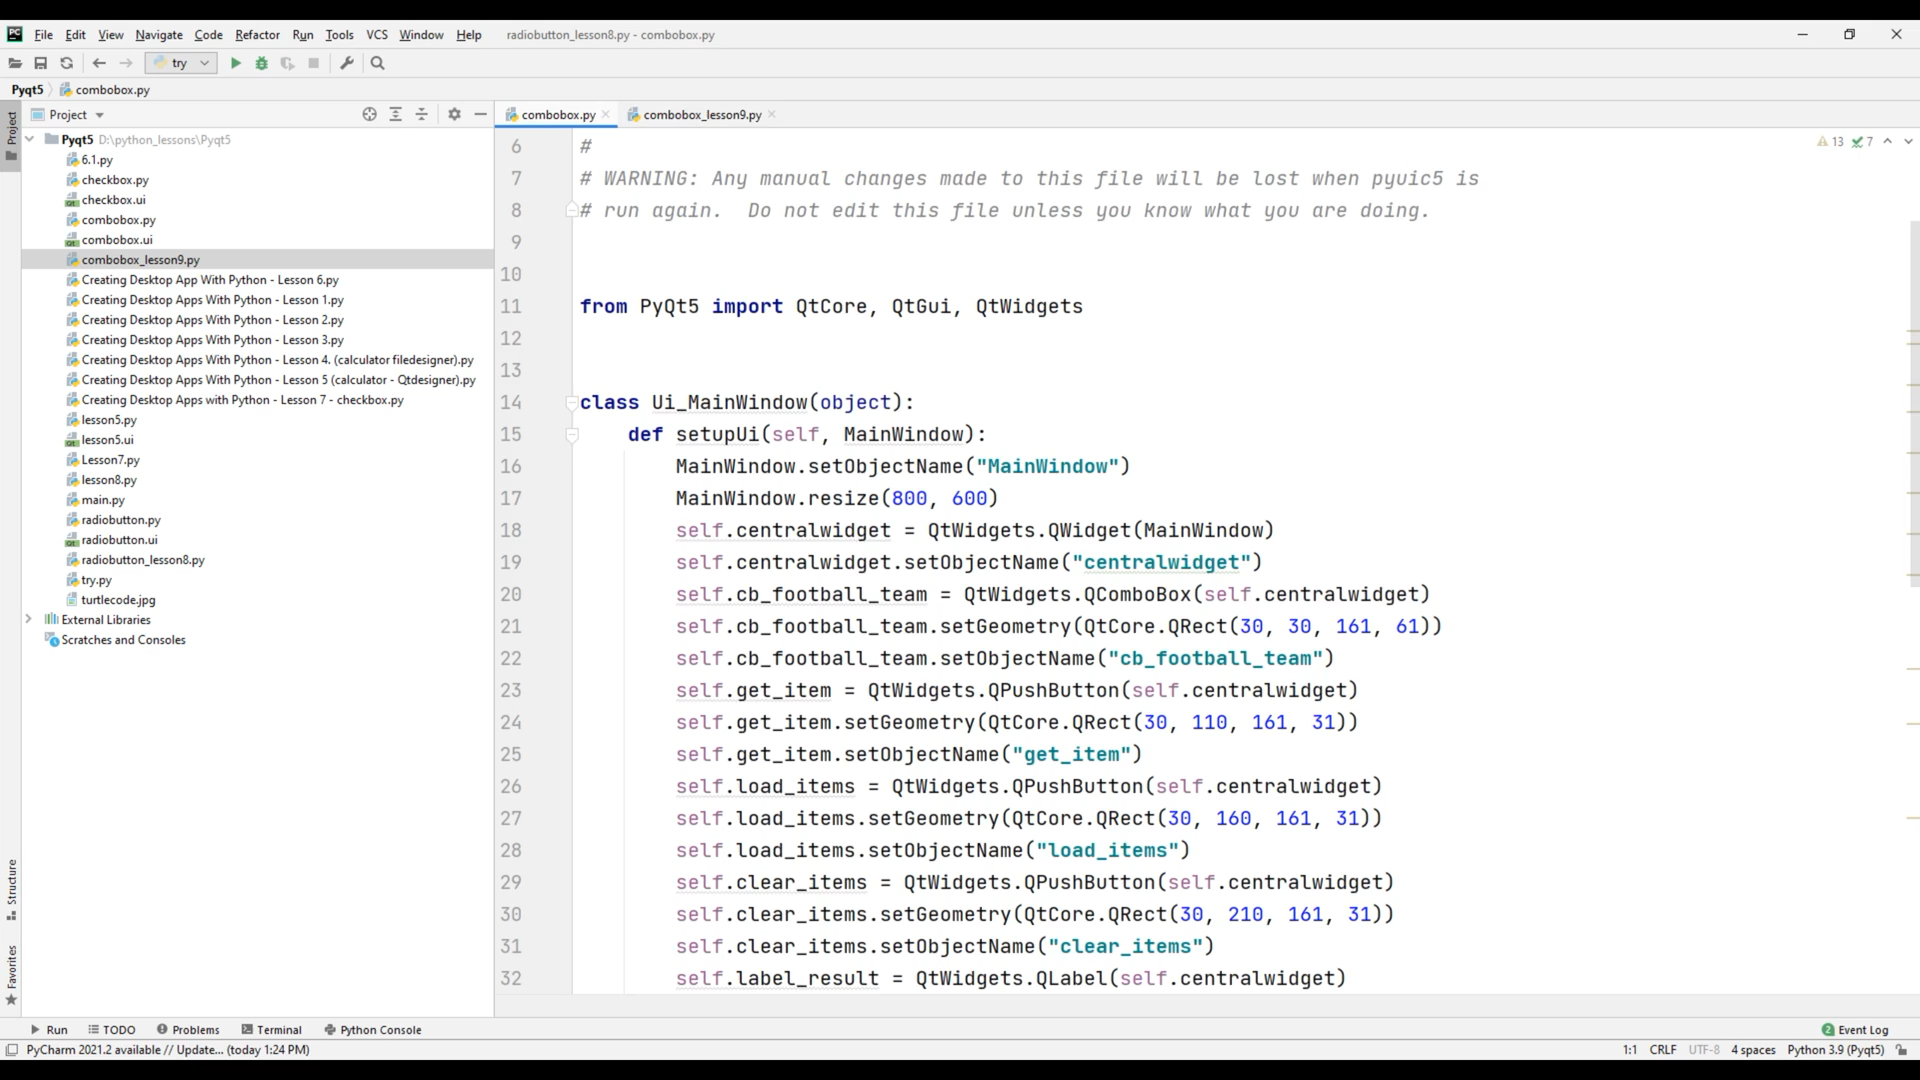 File Edit View Navigate Code Refactor Run Tools VCS Window Help radiobutton_lesson8.py - combobox.py
try
Pyqt5 combobox.py
Project
combobox.py combobox_lesson9.py
Project
Pyqt5 D:\python_lessons\Pyqt5
6.1.py
checkbox.py
checkbox.ui
combobox.py
combobox.ui
combobox_lesson9.py
Creating Desktop App With Python - Lesson 6.py
Creating Desktop Apps With Python - Lesson 1.py
Creating Desktop Apps With Python - Lesson 2.py
Creating Desktop Apps With Python - Lesson 3.py
Creating Desktop Apps With Python - Lesson 4. (calculator filedesigner).py
Creating Desktop Apps With Python - Lesson 5 (calculator - Qtdesigner).py
Creating Desktop Apps with Python - Lesson 7 - checkbox.py
lesson5.py
lesson5.ui
Lesson7.py
lesson8.py
main.py
radiobutton.py
radiobutton.ui
radiobutton_lesson8.py
try.py
turtlecode.jpg
External Libraries
Scratches and Consoles
Structure
Favorites
13 7
6 #
7 # WARNING: Any manual changes made to this file will be lost when pyuic5 is
8 # run again.  Do not edit this file unless you know what you are doing.
9
10
11 from PyQt5 import QtCore, QtGui, QtWidgets
12
13
14 class Ui_MainWindow(object):
15     def setupUi(self, MainWindow):
16         MainWindow.setObjectName("MainWindow")
17         MainWindow.resize(800, 600)
18         self.centralwidget = QtWidgets.QWidget(MainWindow)
19         self.centralwidget.setObjectName("centralwidget")
20         self.cb_football_team = QtWidgets.QComboBox(self.centralwidget)
21         self.cb_football_team.setGeometry(QtCore.QRect(30, 30, 161, 61))
22         self.cb_football_team.setObjectName("cb_football_team")
23         self.get_item = QtWidgets.QPushButton(self.centralwidget)
24         self.get_item.setGeometry(QtCore.QRect(30, 110, 161, 31))
25         self.get_item.setObjectName("get_item")
26         self.load_items = QtWidgets.QPushButton(self.centralwidget)
27         self.load_items.setGeometry(QtCore.QRect(30, 160, 161, 31))
28         self.load_items.setObjectName("load_items")
29         self.clear_items = QtWidgets.QPushButton(self.centralwidget)
30         self.clear_items.setGeometry(QtCore.QRect(30, 210, 161, 31))
31         self.clear_items.setObjectName("clear_items")
32         self.label_result = QtWidgets.QLabel(self.centralwidget)
Run TODO Problems Terminal Python Console 2 Event Log
PyCharm 2021.2 available // Update... (today 1:24 PM) 1:1 CRLF UTF-8 4 spaces Python 3.9 (Pyqt5)